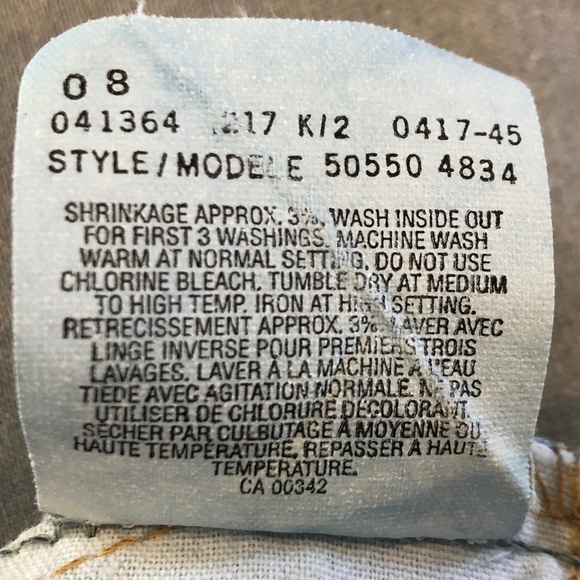 0 8
041364 217 K/2 0417-45
STYLE/MODELE 50550 4834
SHRINKAGE APPROX. 3%. WASH INSIDE OUT
FOR FIRST 3 WASHINGS. MACHINE WASH
WARM AT NORMAL SETTING. DO NOT USE
CHLORINE BLEACH. TUMBLE DRY AT MEDIUM
TO HIGH TEMP. IRON AT HIGH SETTING.
RETRECISSEMENT APPROX. 3% LAVER AVEC
LINGE INVERSE POUR PREMIERS TROIS
LAVAGES. LAVER À LA MACHINE À L'EAU
TIEDE AVEC AGITATION NORMALE. NE PAS
UTILISER DE CHLORURE DÉCOLORANT.
SÉCHER PAR CULBUTAGE À MOYENNE OU
HAUTE TEMPÉRATURE. REPASSER À HAUTE
TEMPERATURE.
CA 00342